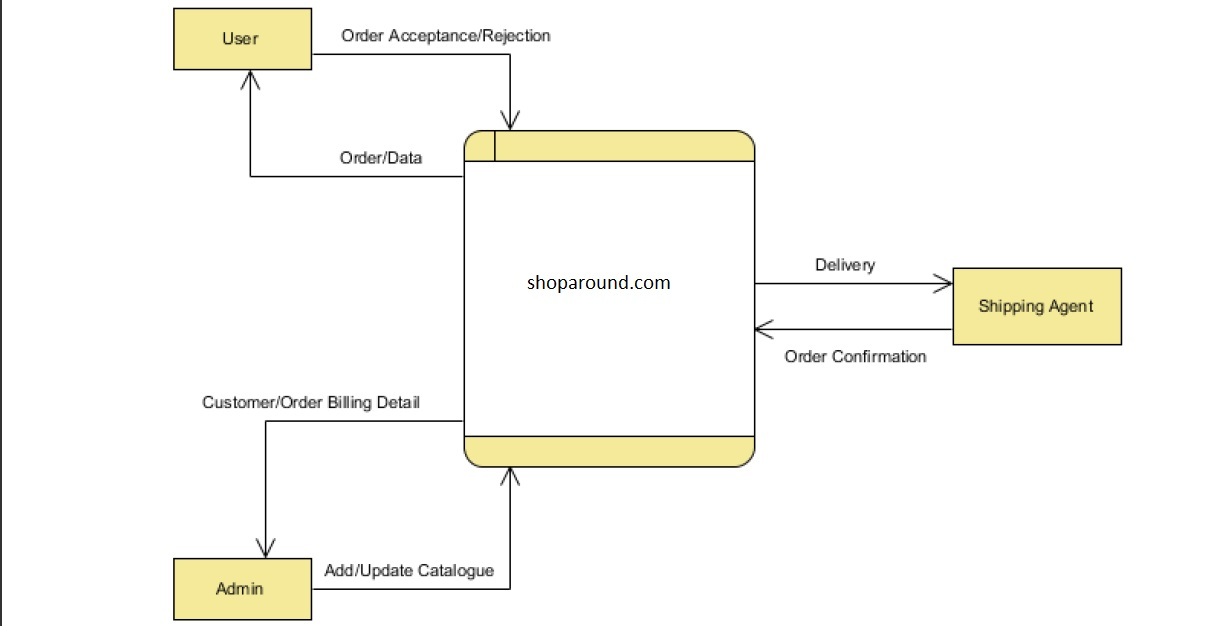 User
Order Acceptance/Rejection
Order/Data
shoparound.com
Delivery
Shipping Agent
Order Confirmation
Customer/Order Billing Detail
Add/Update Catalogue
Admin